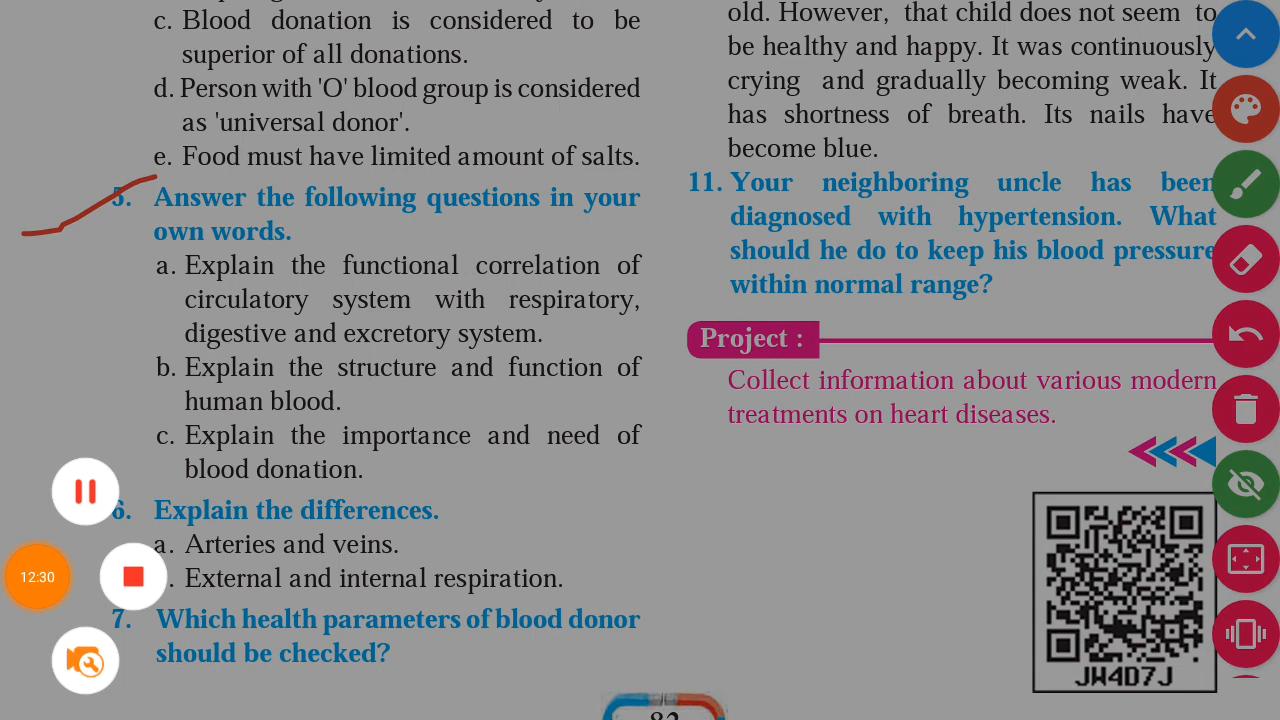 c. Blood donation is considered to be
superior of all donations.
d. Person with 'O' blood group is considered
as 'universal donor'.
e. Food must have limited amount of salts.
5. Answer the following questions in your
own words.
a. Explain the functional correlation of
circulatory system with respiratory,
digestive and excretory system.
b. Explain the structure and function of
human blood.
c. Explain the importance and need of
blood donation.
6. Explain the differences.
a. Arteries and veins.
. External and internal respiration.
7. Which health parameters of blood donor
should be checked?
12:30
old. However, that child does not seem to
be healthy and happy. It was continuously
crying and gradually becoming weak. It
has shortness of breath. Its nails have
become blue.
11. Your neighboring uncle has been
diagnosed with hypertension. What
should he do to keep his blood pressure
within normal range?
Project :
Collect information about various modern
treatments on heart diseases.
JW4D7J